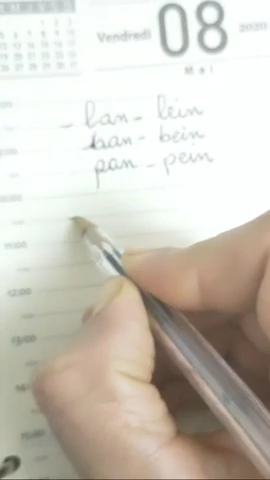 Vendredi 08 2020
Mai
- lan - lein
ban - bein
pan - pein
11:00
12:00
13:00